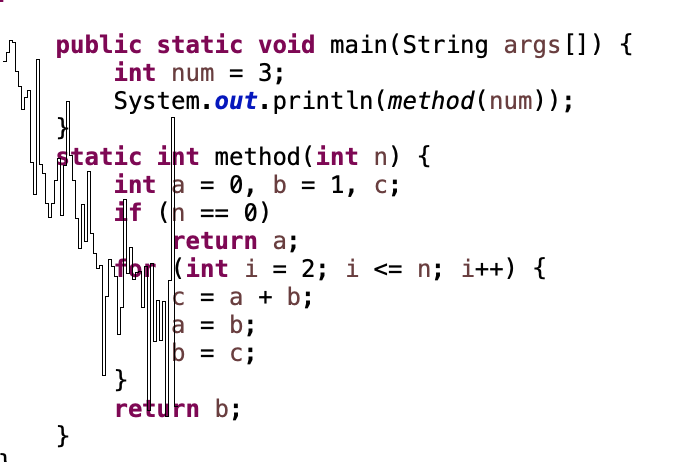 public static void main(String args[]) {
int num = 3;
System.out.println(method(num));
}
static int method(int n) {
int a = 0, b = 1, c;
if (n == 0)
return a;
for (int i = 2; i <= n; i++) {
c = a + b;
a = b;
b = c;
}
return b;
}
}